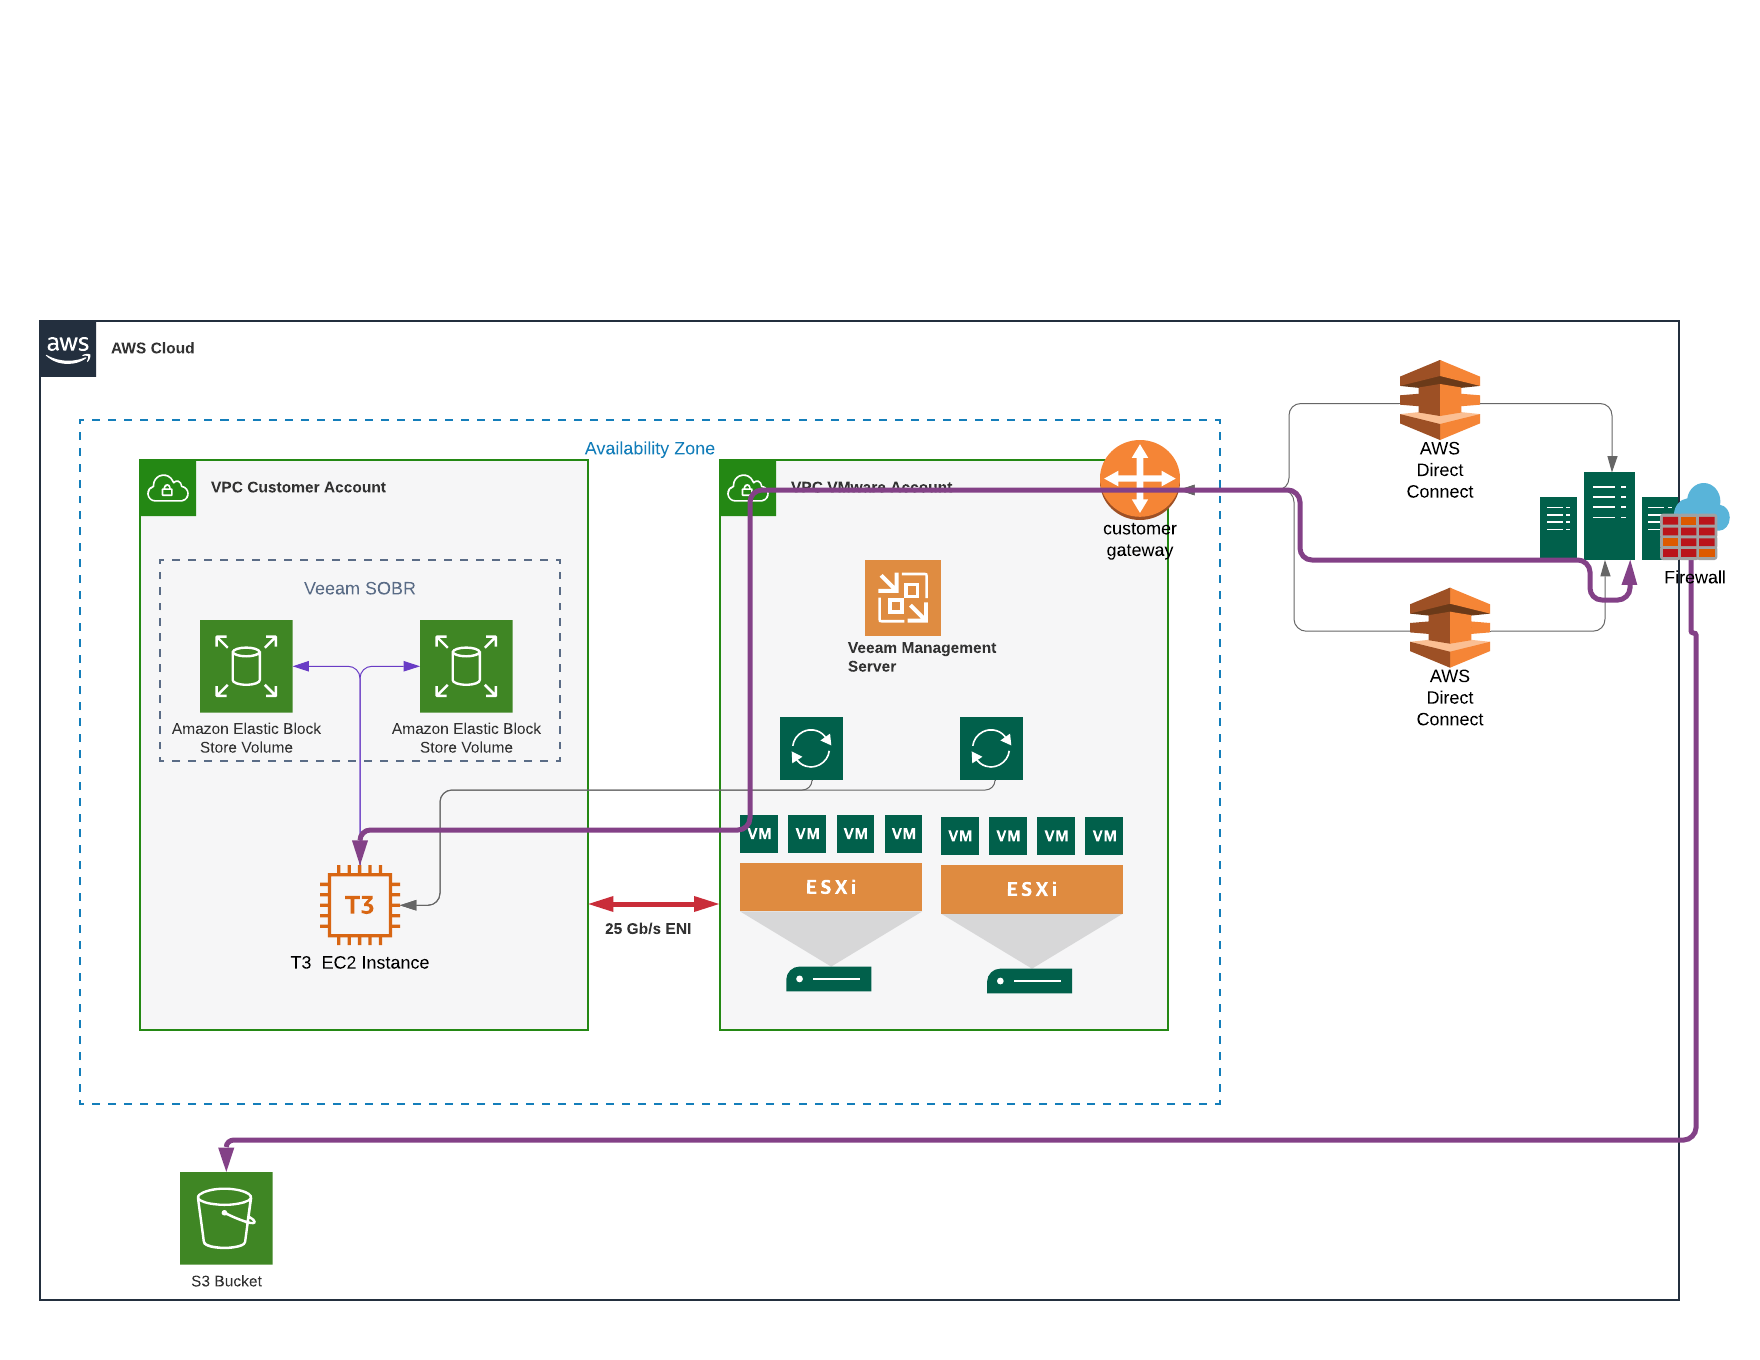 aws
AWS Cloud
Availability Zone
VPC Customer Account
VPC VMware Account
customer
gateway
AWS
Direct
Connect
Firewall
Veeam SOBR
Amazon Elastic Block
Store Volume
Amazon Elastic Block
Store Volume
Veeam Management
Server
AWS
Direct
Connect
VM VM VM VM
VM VM VM VM
ESXi
ESXi
T3
T3 EC2 Instance
25 Gb/s ENI
S3 Bucket